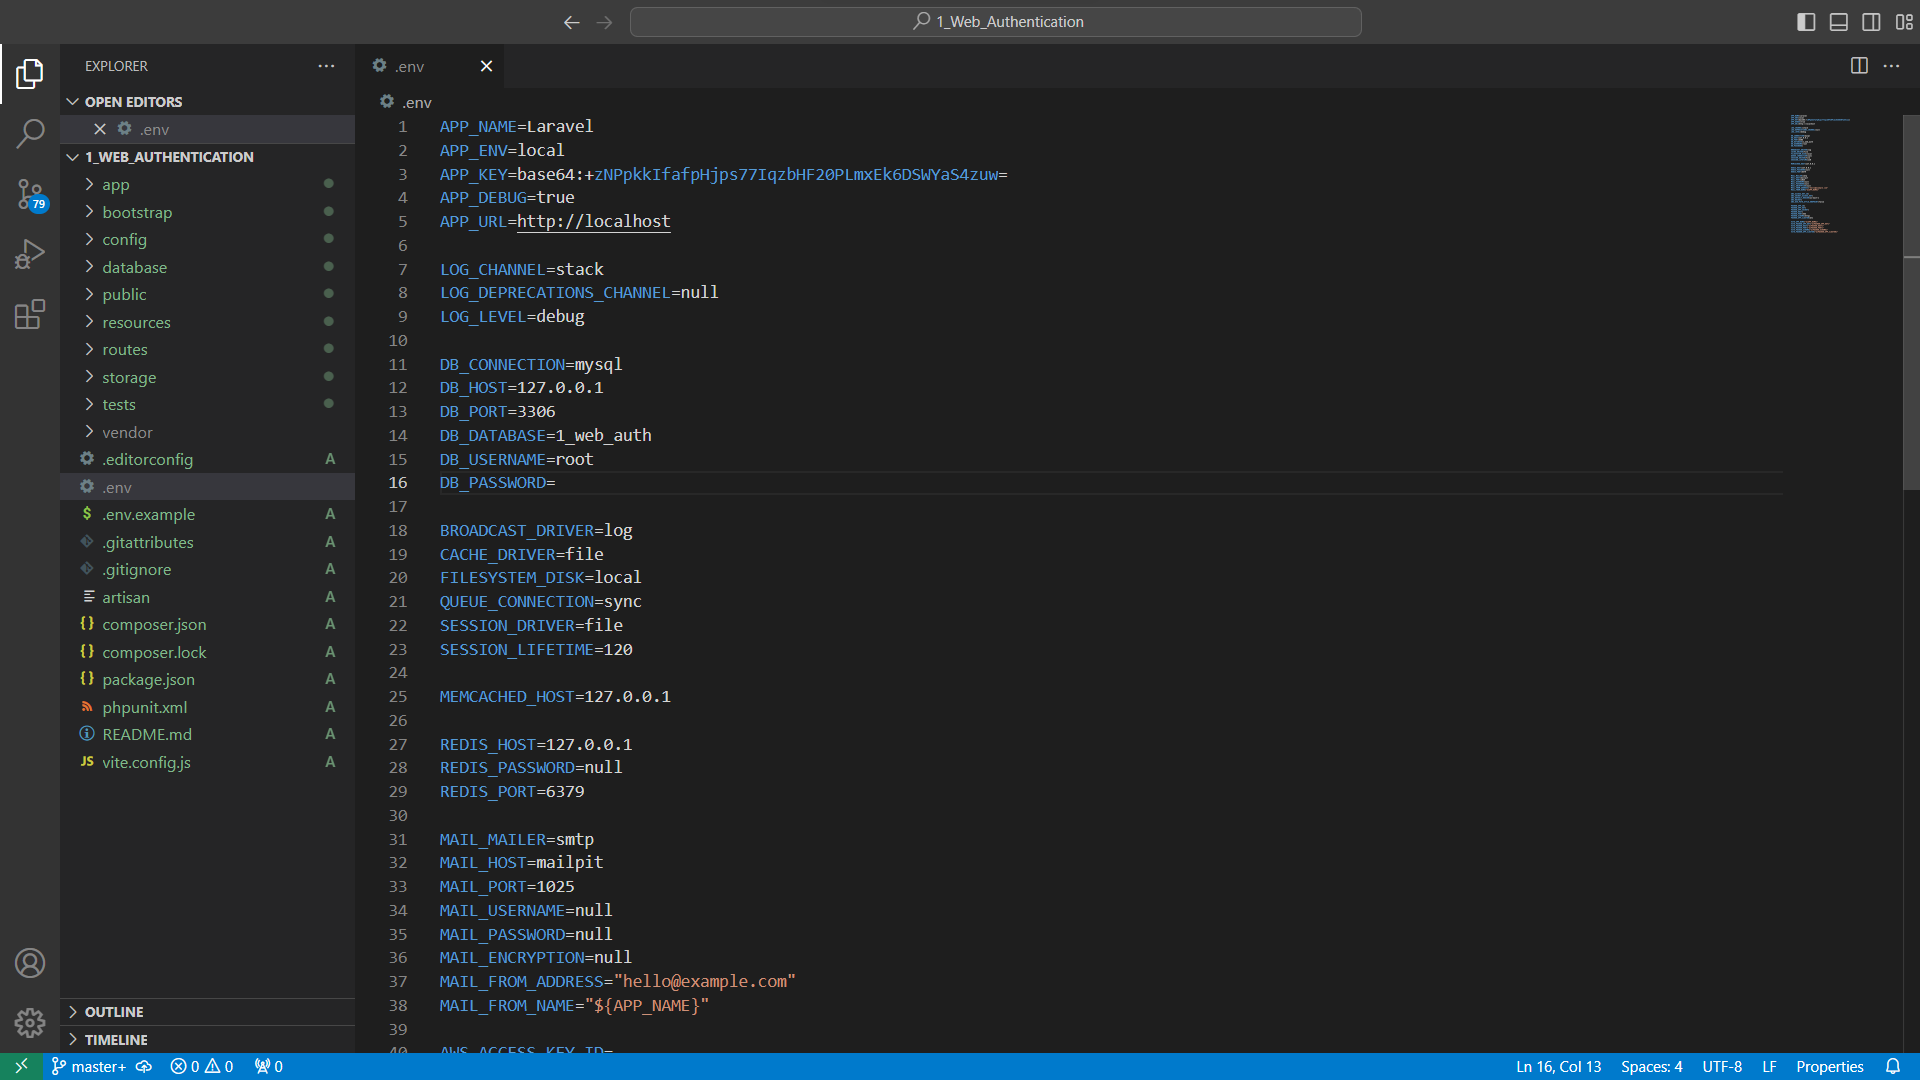 1_Web_Authentication
EXPLORER
OPEN EDITORS
.env
1_WEB_AUTHENTICATION
app
bootstrap
config
database
public
resources
routes
storage
tests
vendor
.editorconfig A
.env
.env.example A
.gitattributes A
.gitignore A
artisan A
composer.json A
composer.lock A
package.json A
phpunit.xml A
README.md A
JS vite.config.js A
OUTLINE
TIMELINE
79
.env
.env
1 APP_NAME=Laravel
2 APP_ENV=local
3 APP_KEY=base64:+zNPpkkIfafpHjps77IqzbHF20PLmxEk6DSWYaS4zuw=
4 APP_DEBUG=true
5 APP_URL=http://localhost
6
7 LOG_CHANNEL=stack
8 LOG_DEPRECATIONS_CHANNEL=null
9 LOG_LEVEL=debug
10
11 DB_CONNECTION=mysql
12 DB_HOST=127.0.0.1
13 DB_PORT=3306
14 DB_DATABASE=1_web_auth
15 DB_USERNAME=root
16 DB_PASSWORD=
17
18 BROADCAST_DRIVER=log
19 CACHE_DRIVER=file
20 FILESYSTEM_DISK=local
21 QUEUE_CONNECTION=sync
22 SESSION_DRIVER=file
23 SESSION_LIFETIME=120
24
25 MEMCACHED_HOST=127.0.0.1
26
27 REDIS_HOST=127.0.0.1
28 REDIS_PASSWORD=null
29 REDIS_PORT=6379
30
31 MAIL_MAILER=smtp
32 MAIL_HOST=mailpit
33 MAIL_PORT=1025
34 MAIL_USERNAME=null
35 MAIL_PASSWORD=null
36 MAIL_ENCRYPTION=null
37 MAIL_FROM_ADDRESS="hello@example.com"
38 MAIL_FROM_NAME="${APP_NAME}"
39
40 AWS_ACCESS_KEY_ID=
master+ 0 0 0 Ln 16, Col 13 Spaces: 4 UTF-8 LF Properties